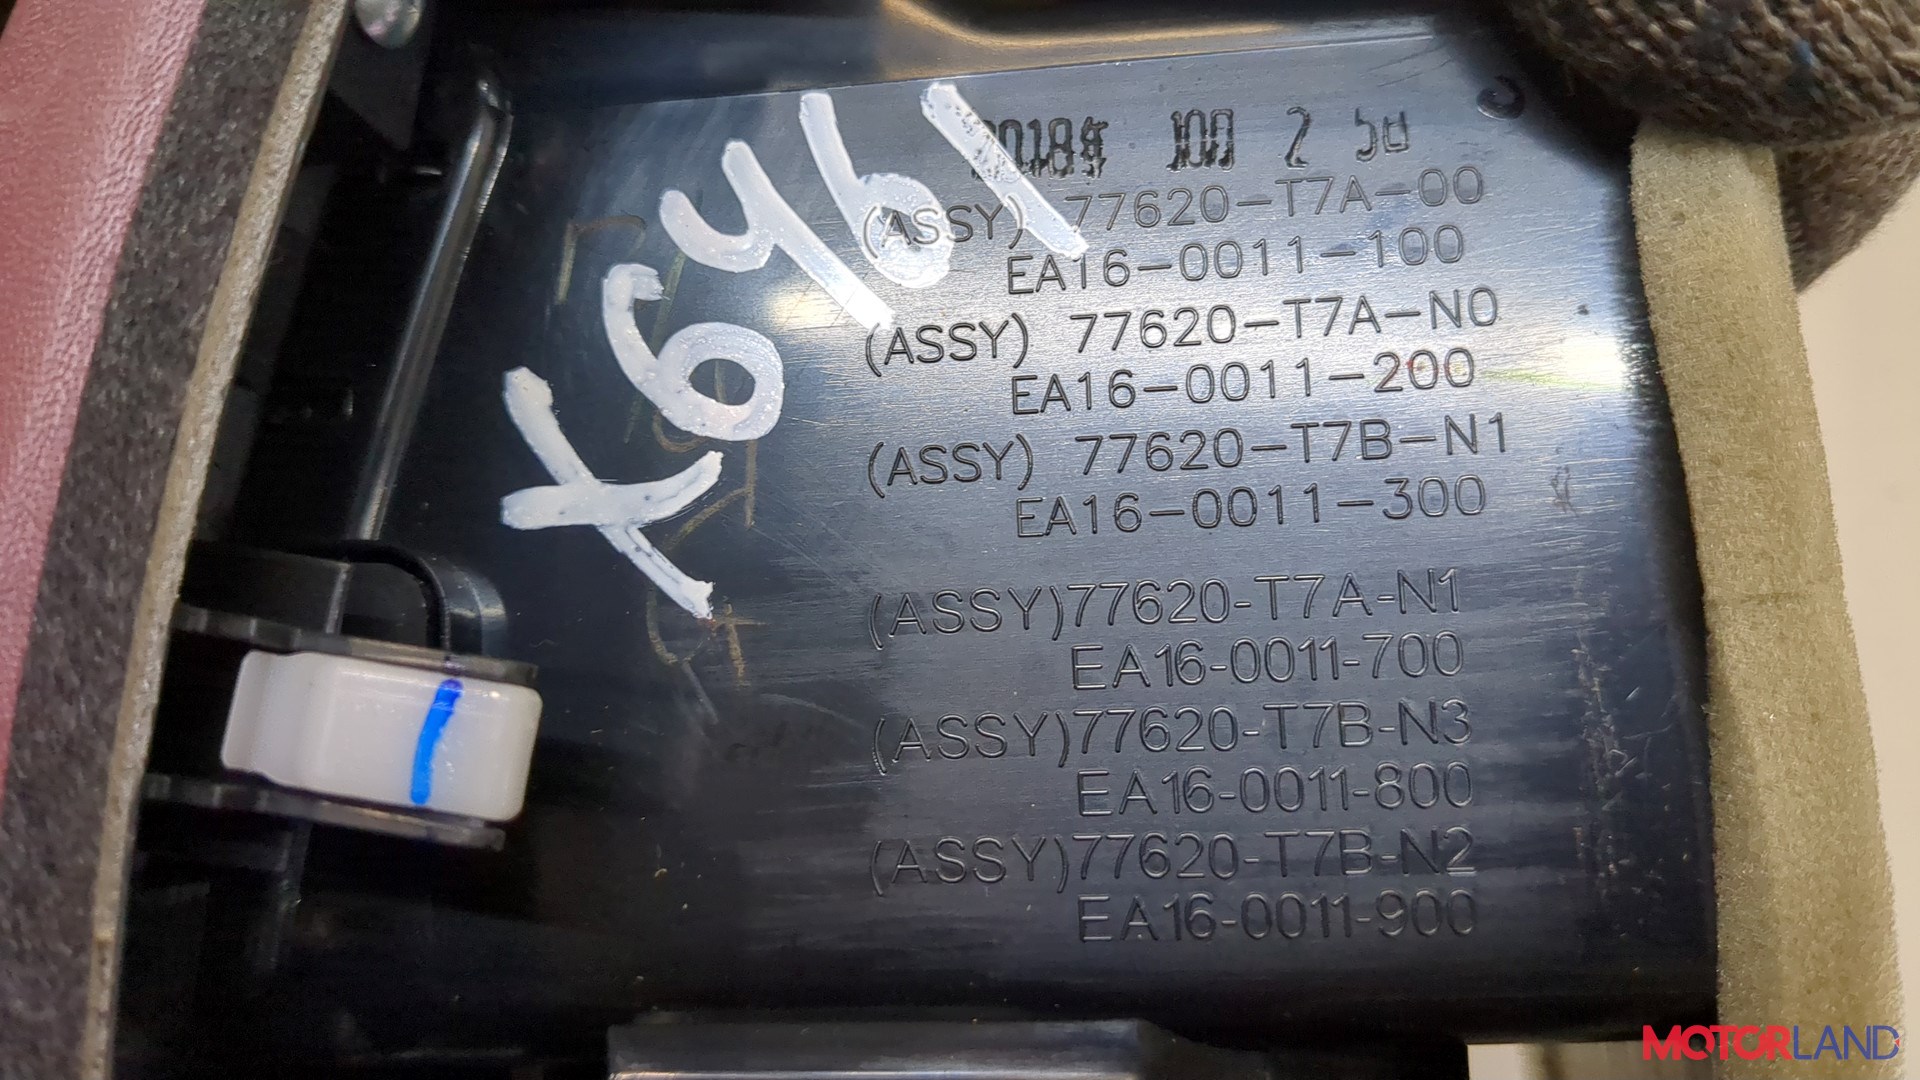 (ASSY) 77620-T7A-00
EA16-0011-100
(ASSY) 77620-T7A-N0
EA16-0011-200
(ASSY) 77620-T7B-N1
EA16-0011-300
(ASSY)77620-T7A-N1
EA16-0011-700
(ASSY)77620-T7B-N3
EA16-0011-800
(ASSY)77620-T7B-N2
EA16-0011-900
X6461
MOTORLAND